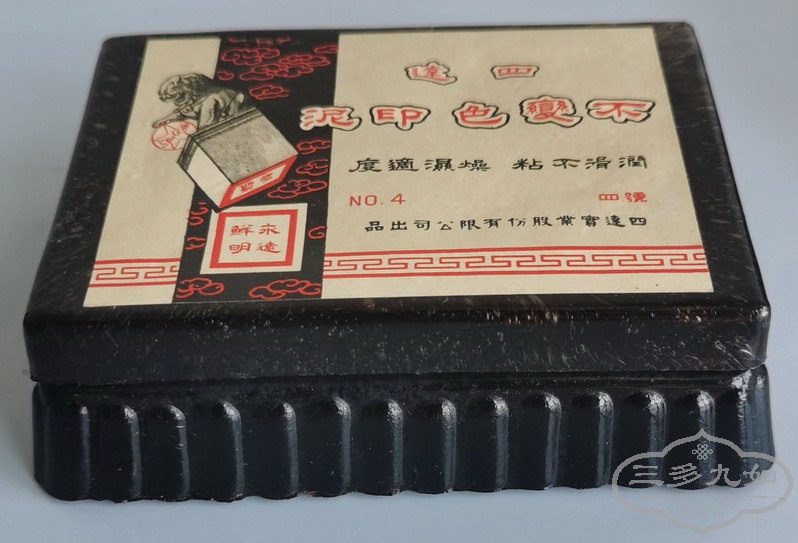 四達
不變色印泥
潤滑不粘 燥濕適度
NO. 4 四號
四達實業股份有限公司出品
永遠
鮮明
三多九如